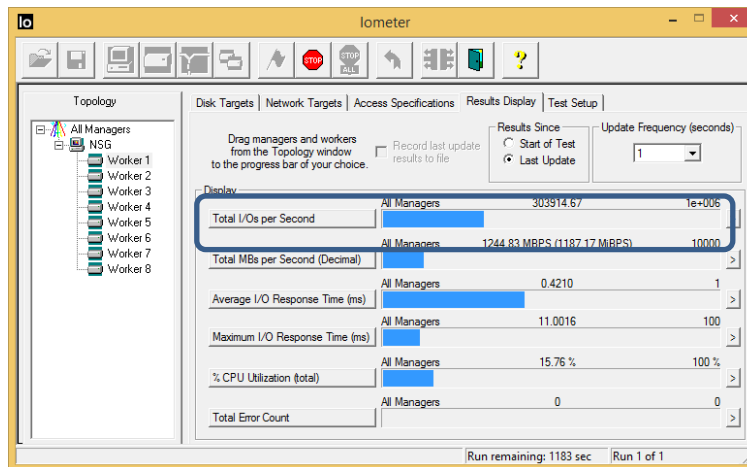 Io
Iometer
STOP
STOP
ALL
?
Topology
All Managers
NSG
Worker 1
Worker 2
Worker 3
Worker 4
Worker 5
Worker 6
Worker 7
Worker 8
Disk Targets
Network Targets
Access Specifications
Results Display
Test Setup
Drag managers and workers
from the Topology window
to the progress bar of your choice.
Record last update
results to file
Results Since
Start of Test
Last Update
Update Frequency (seconds)
1
Display
All Managers 303914.67 1e+006
Total I/Os per Second
All Managers 1244.83 MBPS (1187.17 MiBPS) 10000
Total MBs per Second (Decimal) >
All Managers 0.4210 1
Average I/O Response Time (ms) >
All Managers 11.0016 100
Maximum I/O Response Time (ms) >
All Managers 15.76 % 100 %
% CPU Utilization (total) >
All Managers 0 0
Total Error Count >
Run remaining: 1183 sec
Run 1 of 1